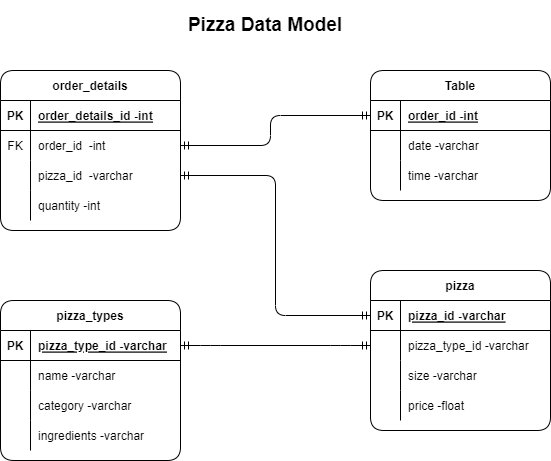 Pizza Data Model
order_details
PK order_details_id -int
FK order_id -int
pizza_id -varchar
quantity -int
Table
PK order_id -int
date -varchar
time -varchar
pizza_types
PK pizza_type_id -varchar
name -varchar
category -varchar
ingredients -varchar
pizza
PK pizza_id -varchar
pizza_type_id -varchar
size -varchar
price -float